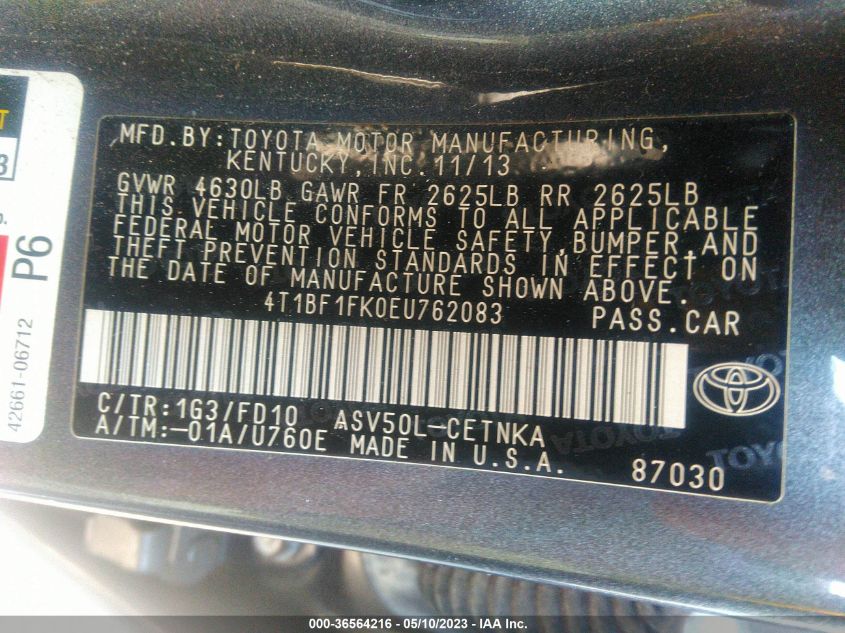 MFD.BY:TOYOTA MOTOR MANUFACTURING,
KENTUCKY,INC. 11/13
GVWR 4630LB GAWR FR 2625LB RR 2625LB
THIS VEHICLE CONFORMS TO ALL APPLICABLE
FEDERAL MOTOR VEHICLE SAFETY,BUMPER,AND
THEFT PREVENTION STANDARDS IN EFFECT ON
THE DATE OF MANUFACTURE SHOWN ABOVE.
4T1BF1FK0EU762083 PASS.CAR
C/TR:1G3/FD10 ASV50L-CETNKA
A/TM:-01A/U760E MADE IN U.S.A. 87030
TOYOTA
P6
42661-06712
000-36564216 - 05/10/2023 - IAA Inc.